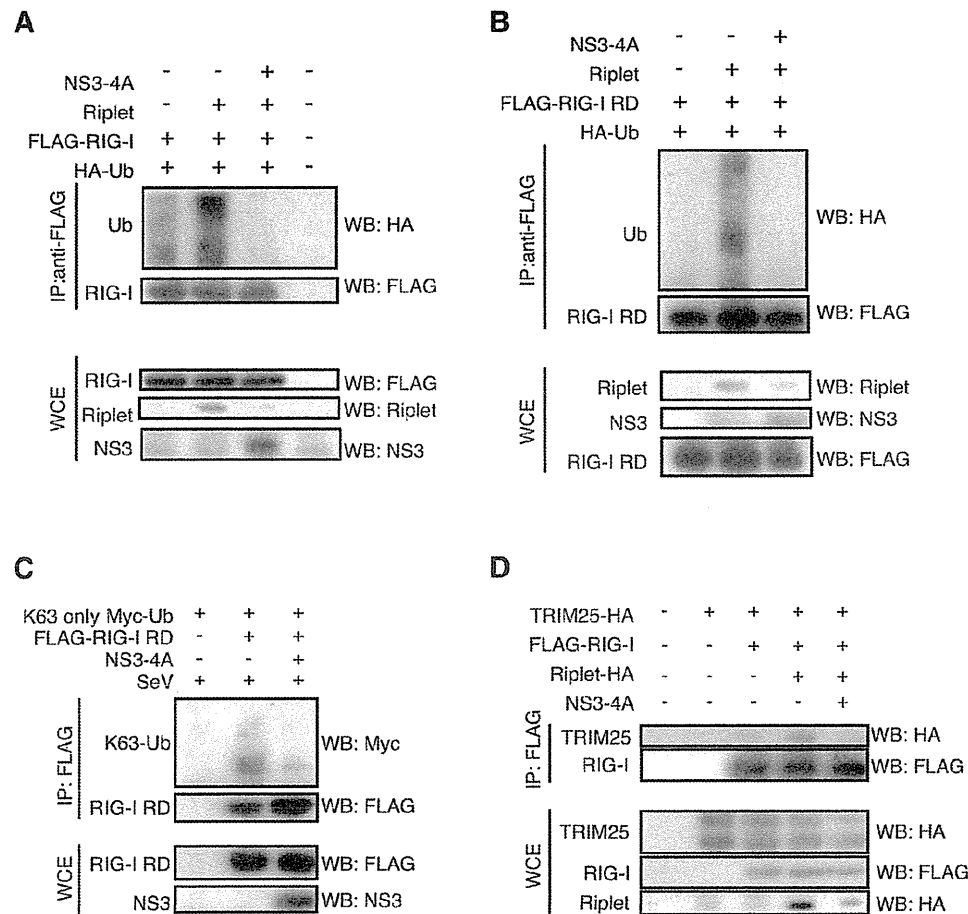 A
NS3-4A - - + -
Riplet - + + -
FLAG-RIG-I + + + -
HA-Ub + + + -
IP:anti-FLAG
Ub WB: HA
RIG-I WB: FLAG
WCE
RIG-I WB: FLAG
Riplet WB: Riplet
NS3 WB: NS3
B
NS3-4A - - +
Riplet - + +
FLAG-RIG-I RD + + +
HA-Ub + + +
IP:anti-FLAG
Ub WB: HA
RIG-I RD WB: FLAG
WCE
Riplet WB: Riplet
NS3 WB: NS3
RIG-I RD WB: FLAG
C
K63 only Myc-Ub + + +
FLAG-RIG-I RD - + +
NS3-4A - - +
SeV + + +
IP: FLAG
K63-Ub WB: Myc
RIG-I RD WB: FLAG
WCE
RIG-I RD WB: FLAG
NS3 WB: NS3
D
TRIM25-HA - + + + +
FLAG-RIG-I - - + + +
Riplet-HA - - - + +
NS3-4A - - - - +
IP: FLAG
TRIM25 WB: HA
RIG-I WB: FLAG
WCE
TRIM25 WB: HA
RIG-I WB: FLAG
Riplet WB: HA